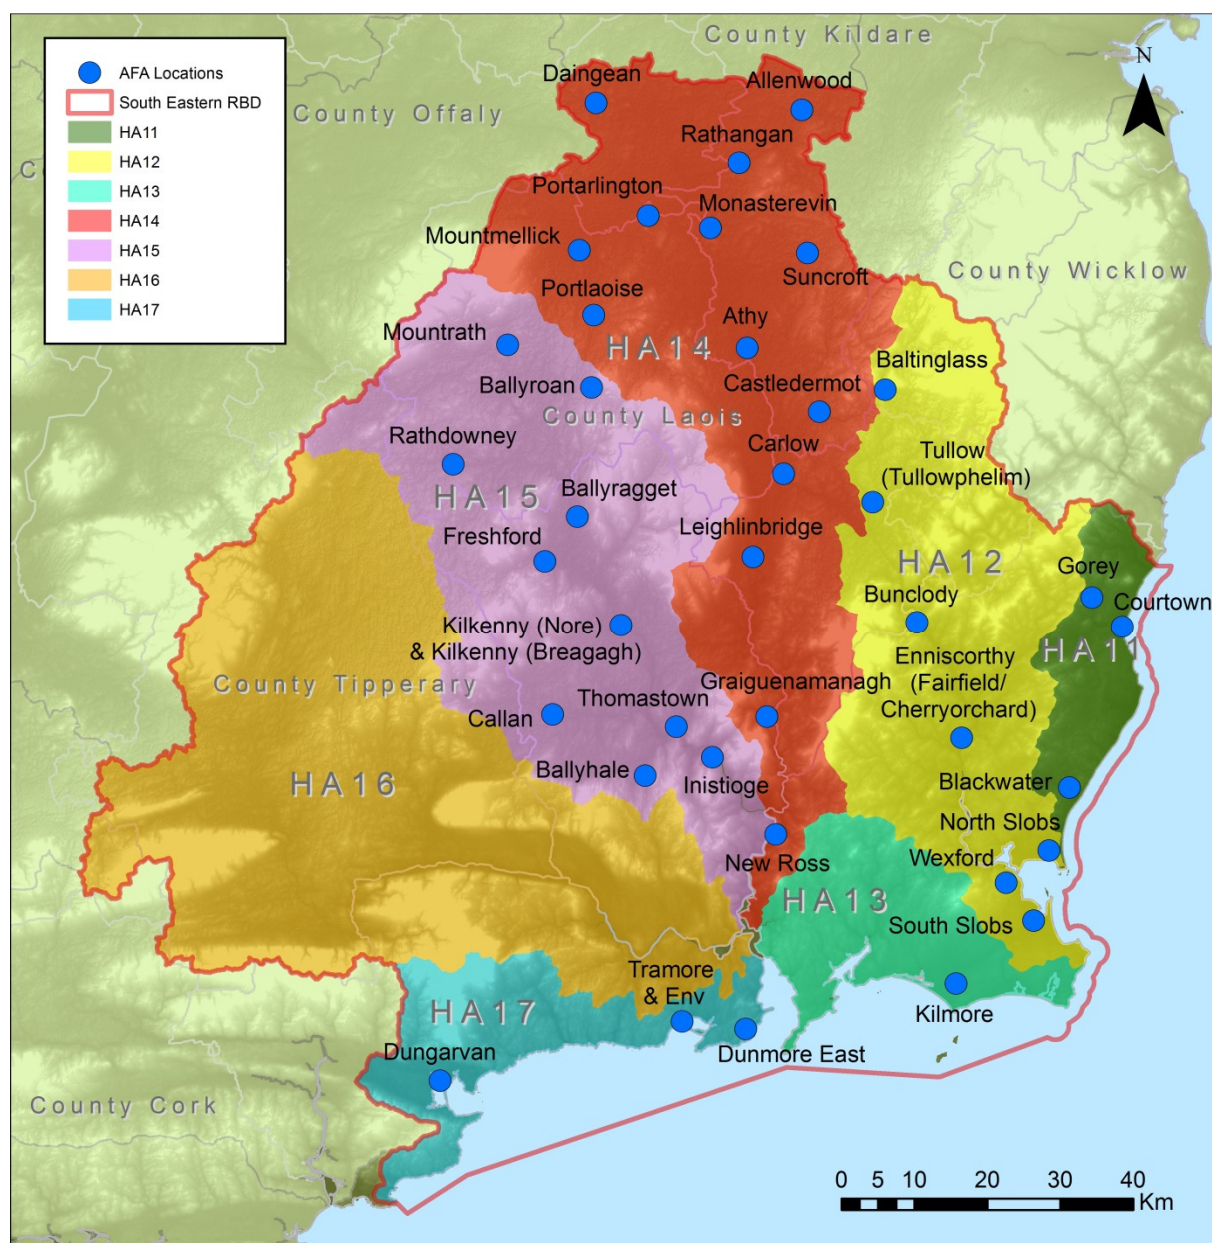 AFA Locations
South Eastern RBD
HA11
HA12
HA13
HA14
HA15
HA16
HA17
County Kildare
N
Daingean
Allenwood
County Offaly
Rathangan
Portarlington
Monasterevin
Mountmellick
County Wicklow
Suncroft
Portlaoise
Athy
Mountrath
HA14
Baltinglass
Ballyroan
Castledermot
County Laois
Rathdowney
Carlow
Tullow
(Tullowphelim)
HA15
Ballyragget
Leighlinbridge
Freshford
HA12
Gorey
Bunclody
Courtown
Kilkenny (Nore)
& Kilkenny (Breagagh)
HA11
Enniscorthy
(Fairfield/
Cherryorchard)
County Tipperary
Thomastown
Graiguenamanagh
Callan
HA16
Ballyhale
Inistioge
Blackwater
North Slobs
New Ross
Wexford
HA13
South Slobs
Tramore
& Env
HA17
Kilmore
Dungarvan
Dunmore East
County Cork
0 5 10 20 30 40
Km